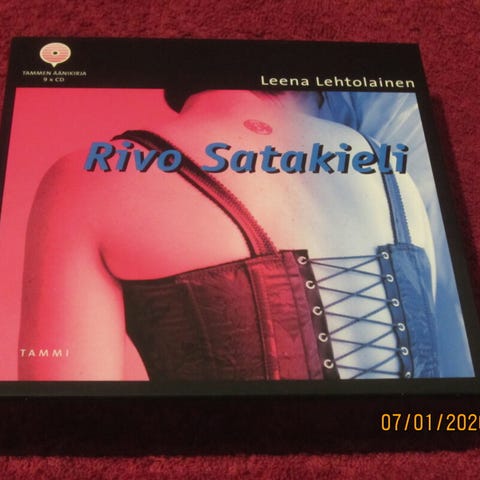 TAMMEN ÄÄNIKIRJA
9 x CD
Leena Lehtolainen
Rivo Satakieli
TAMMI
07/01/202